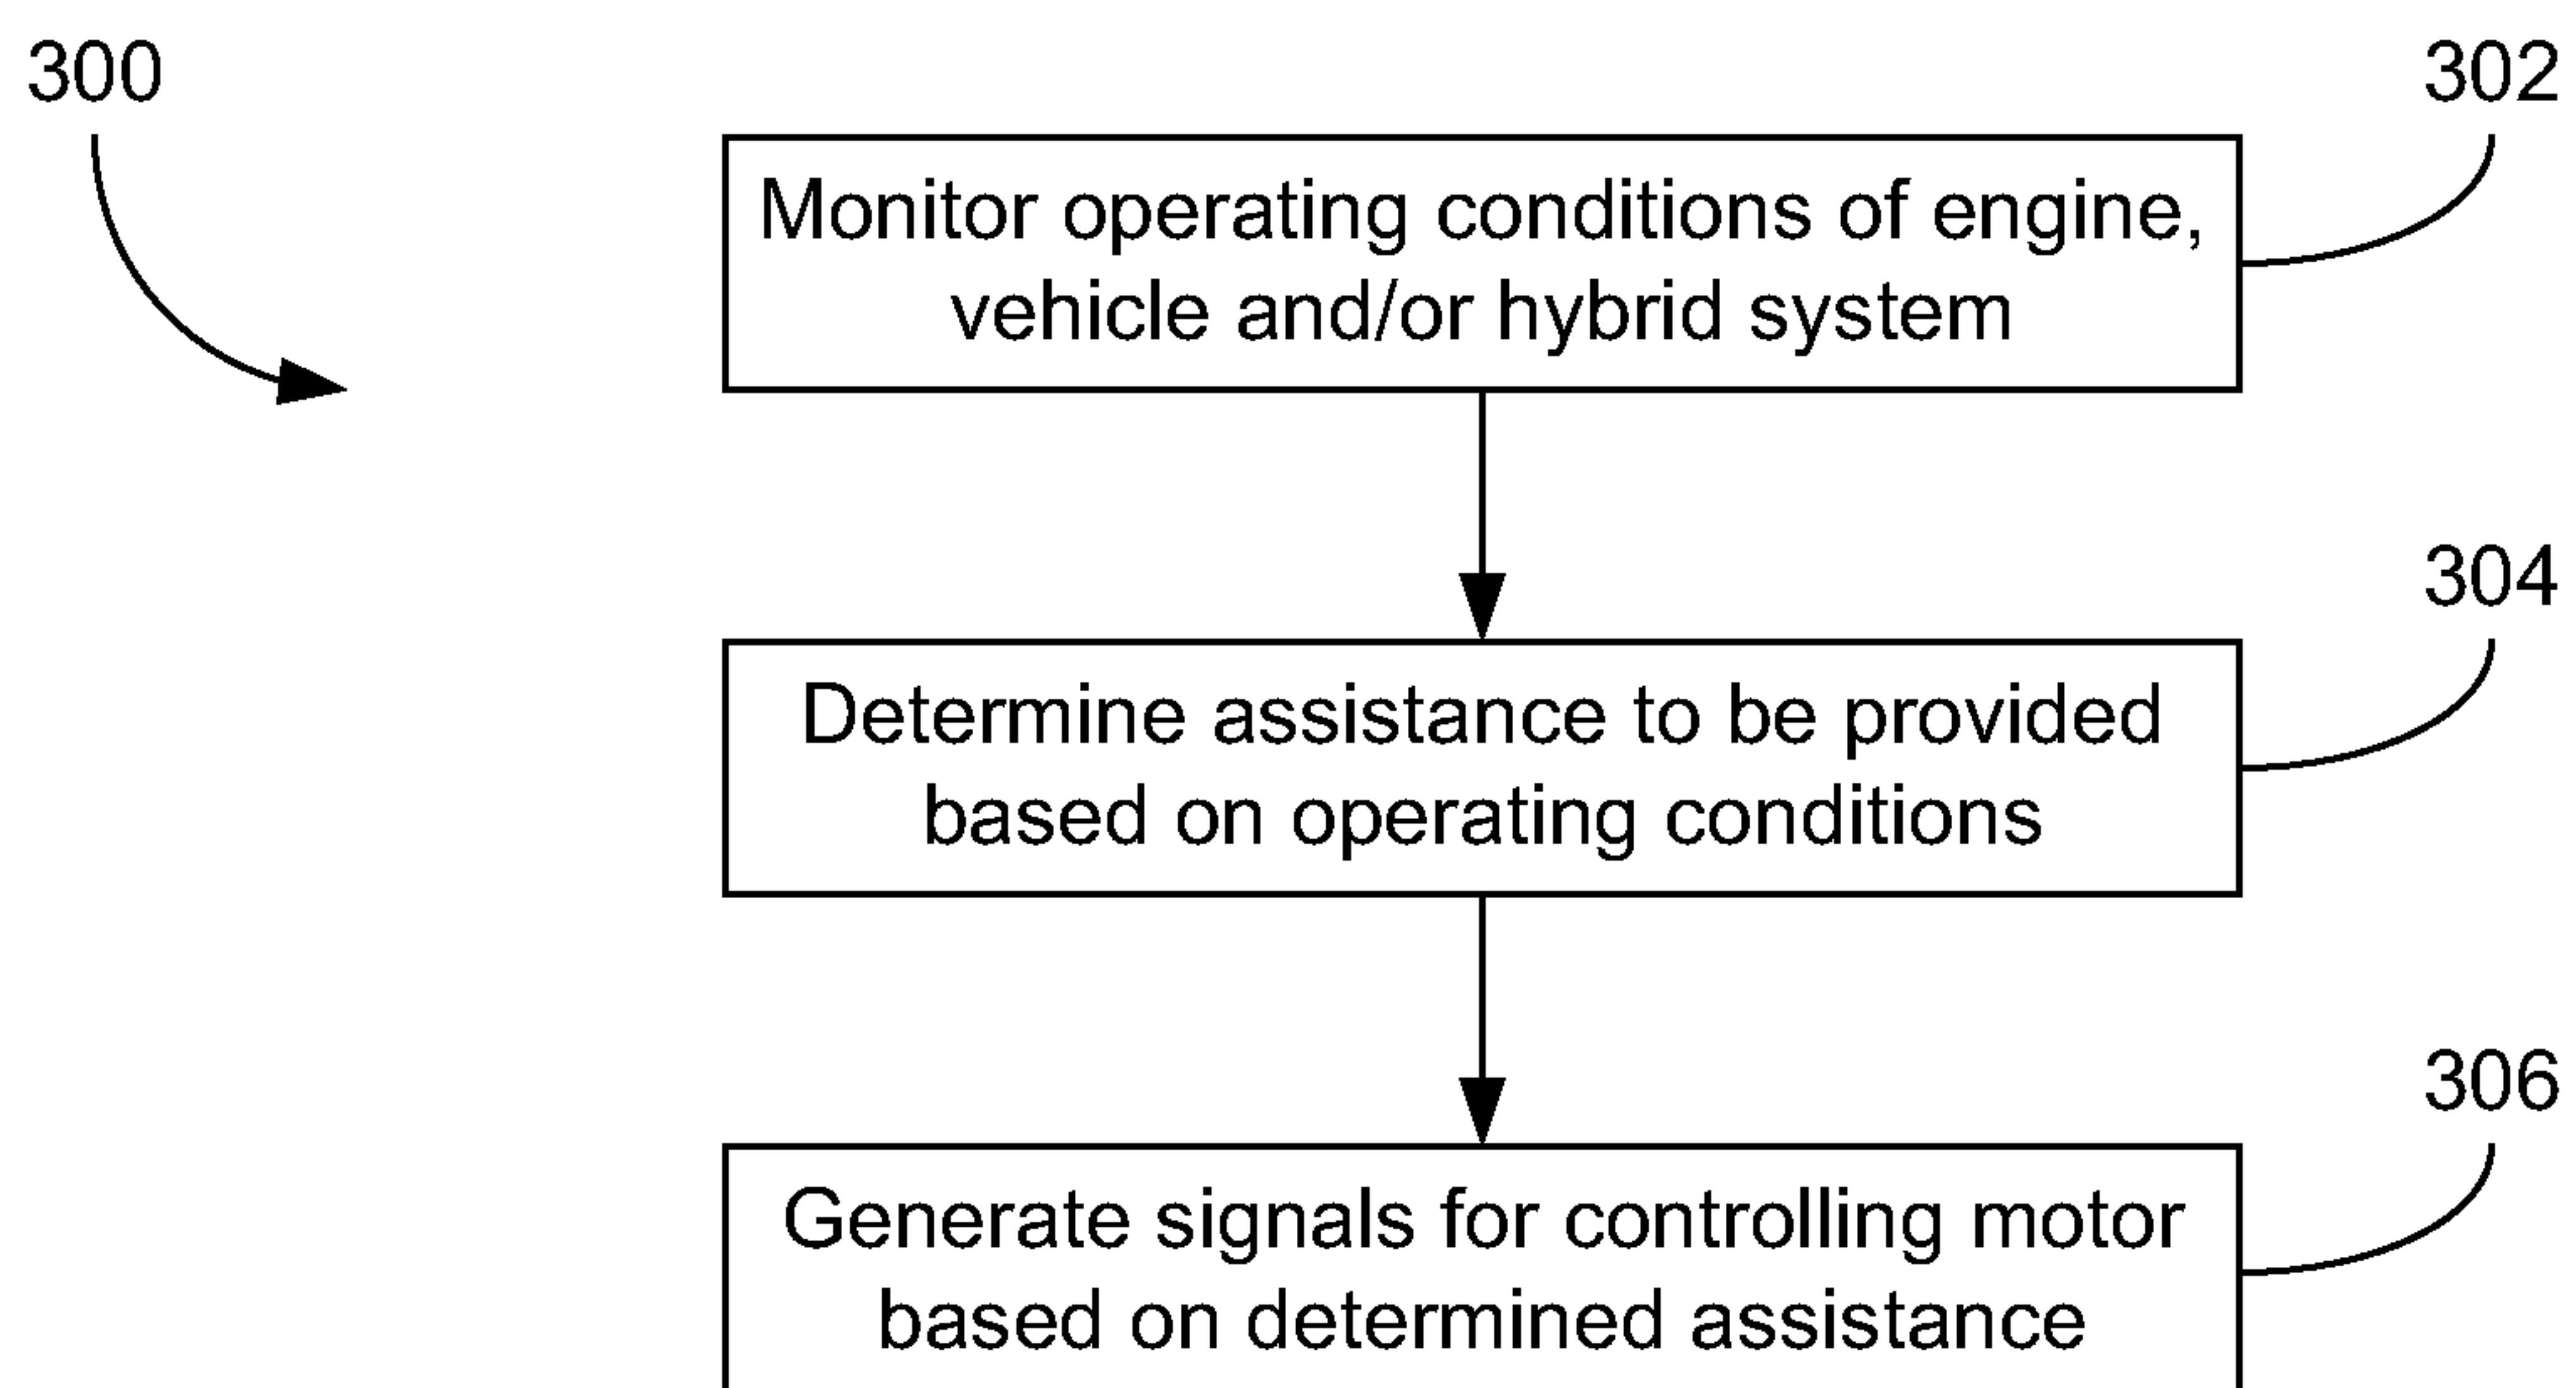 300
302
Monitor operating conditions of engine,
vehicle and/or hybrid system
304
Determine assistance to be provided
based on operating conditions
306
Generate signals for controlling motor
based on determined assistance